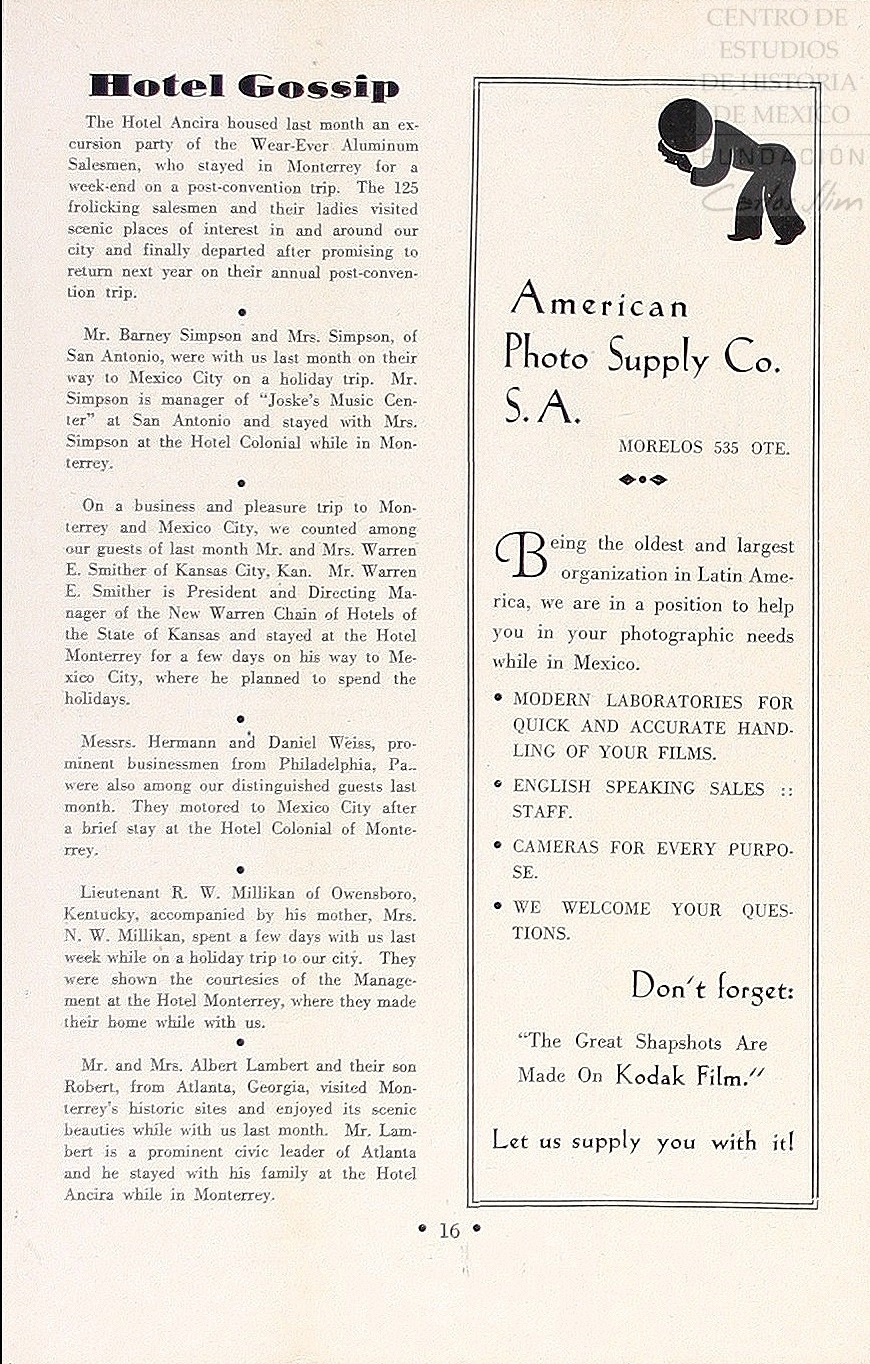 CENTRO DE
ESTUDIOS
DE HISTORIA
DE MEXICO
FUNDACIÓN
Carlos Slim
Hotel Gossip
The Hotel Ancira housed last month an ex-
cursion party of the Wear-Ever Aluminum
Salesmen, who stayed in Monterrey for a
week-end on a post-convention trip. The 125
frolicking salesmen and their ladies visited
scenic places of interest in and around our
city and finally departed after promising to
return next year on their annual post-conven-
tion trip.
•
Mr. Barney Simpson and Mrs. Simpson, of
San Antonio, were with us last month on their
way to Mexico City on a holiday trip. Mr.
Simpson is manager of "Joske's Music Cen-
ter" at San Antonio and stayed with Mrs.
Simpson at the Hotel Colonial while in Mon-
terrey.
•
On a business and pleasure trip to Mon-
terrey and Mexico City, we counted among
our guests of last month Mr. and Mrs. Warren
E. Smither of Kansas City, Kan. Mr. Warren
E. Smither is President and Directing Ma-
nager of the New Warren Chain of Hotels of
the State of Kansas and stayed at the Hotel
Monterrey for a few days on his way to Me-
xico City, where he planned to spend the
holidays.
•
Messrs. Hermann and Daniel Weiss, pro-
minent businessmen from Philadelphia, Pa..
were also among our distinguished guests last
month. They motored to Mexico City after
a brief stay at the Hotel Colonial of Monte-
rrey.
•
Lieutenant R. W. Millikan of Owensboro,
Kentucky, accompanied by his mother, Mrs.
N. W. Millikan, spent a few days with us last
week while on a holiday trip to our city. They
were shown the courtesies of the Manage-
ment at the Hotel Monterrey, where they made
their home while with us.
•
Mr. and Mrs. Albert Lambert and their son
Robert, from Atlanta, Georgia, visited Mon-
terrey's historic sites and enjoyed its scenic
beauties while with us last month. Mr. Lam-
bert is a prominent civic leader of Atlanta
and he stayed with his family at the Hotel
Ancira while in Monterrey.
American
Photo Supply Co.
S. A.
MORELOS 535 OTE.
Being the oldest and largest
organization in Latin Ame-
rica, we are in a position to help
you in your photographic needs
while in Mexico.
• MODERN LABORATORIES FOR
QUICK AND ACCURATE HAND-
LING OF YOUR FILMS.
• ENGLISH SPEAKING SALES ::
STAFF.
• CAMERAS FOR EVERY PURPO-
SE.
• WE WELCOME YOUR QUES-
TIONS.
Don't forget:
"The Great Shapshots Are
Made On Kodak Film."
Let us supply you with it!
• 16 •